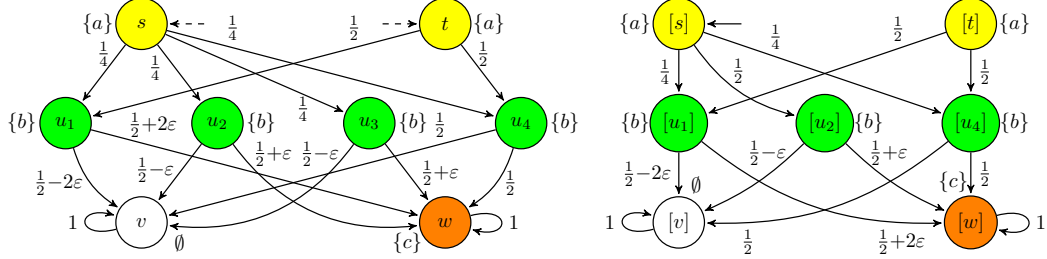 {a} s 1/4 1/2 t {a} {a} [s] 1/4 1/2 [t] {a}
1/4 1/4 1/2 1/4 1/2 1/2
1/4
{b} u₁ 1/2+2ε u₂ {b} u₃ {b} 1/2 u₄ {b} {b} [u₁] [u₂] {b} [u₄] {b}
1/2−2ε 1/2−ε 1/2+ε 1/2−ε 1/2+ε 1/2 1/2−2ε 1/2−ε 1/2+ε 1/2
∅ {c}
1 v w 1 1 [v] [w] 1
∅ {c} 1/2 1/2+2ε